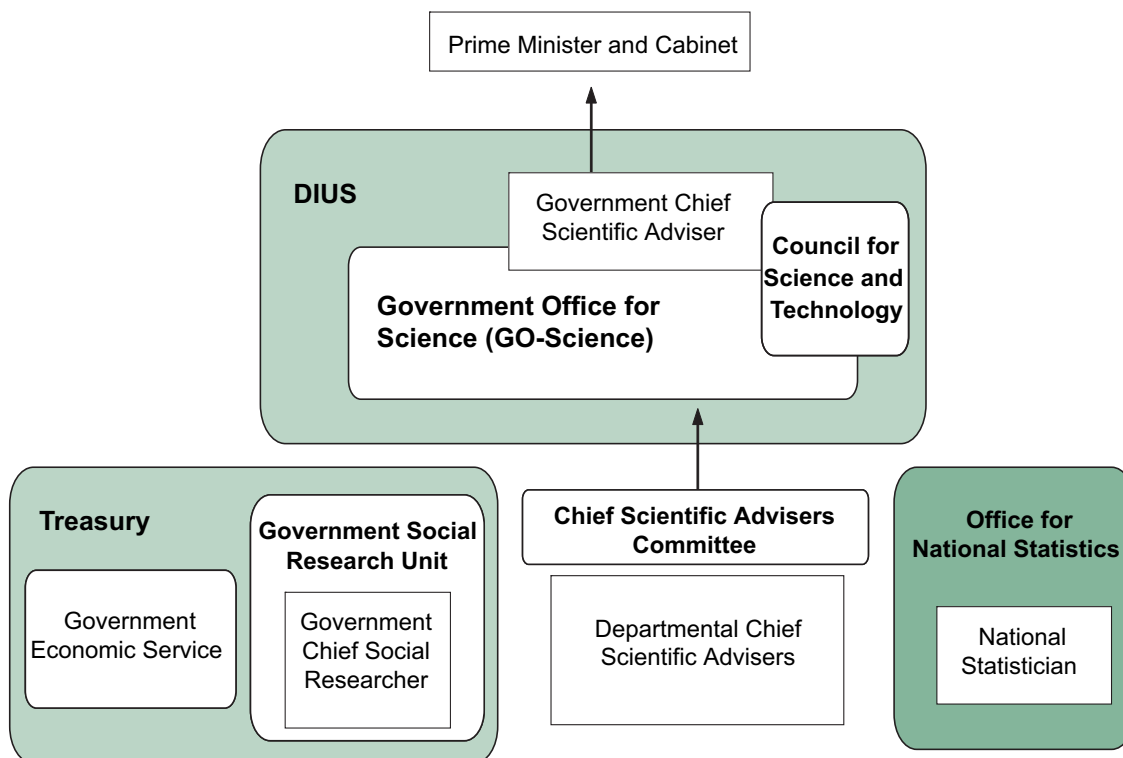 Prime Minister and Cabinet
DIUS
Government Chief
Scientific Adviser
Council for
Science and
Technology
Government Office for
Science (GO-Science)
Treasury
Government Social
Research Unit
Government
Economic Service
Government
Chief Social
Researcher
Chief Scientific Advisers
Committee
Departmental Chief
Scientific Advisers
Office for
National Statistics
National
Statistician